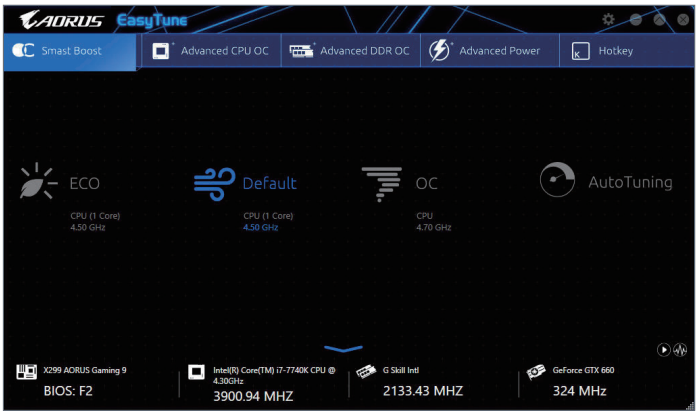 AORUS EasyTune
Smast Boost
Advanced CPU OC
Advanced DDR OC
Advanced Power
K
Hotkey
ECO
CPU (1 Core)
4.50 GHz
Default
CPU (1 Core)
4.50 GHz
OC
CPU
4.70 GHz
AutoTuning
X299 AORUS Gaming 9
BIOS: F2
Intel(R) Core(TM) i7-7740K CPU @
4.30GHz
3900.94 MHZ
G Skill Intl
2133.43 MHZ
GeForce GTX 660
324 MHz